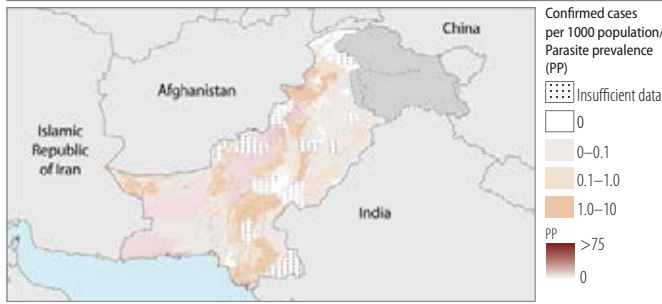 China
Afghanistan
Islamic
Republic
of Iran
India
Confirmed cases
per 1000 population/
Parasite prevalence
(PP)
Insufficient data
0
0–0.1
0.1–1.0
1.0–10
PP
>75
0